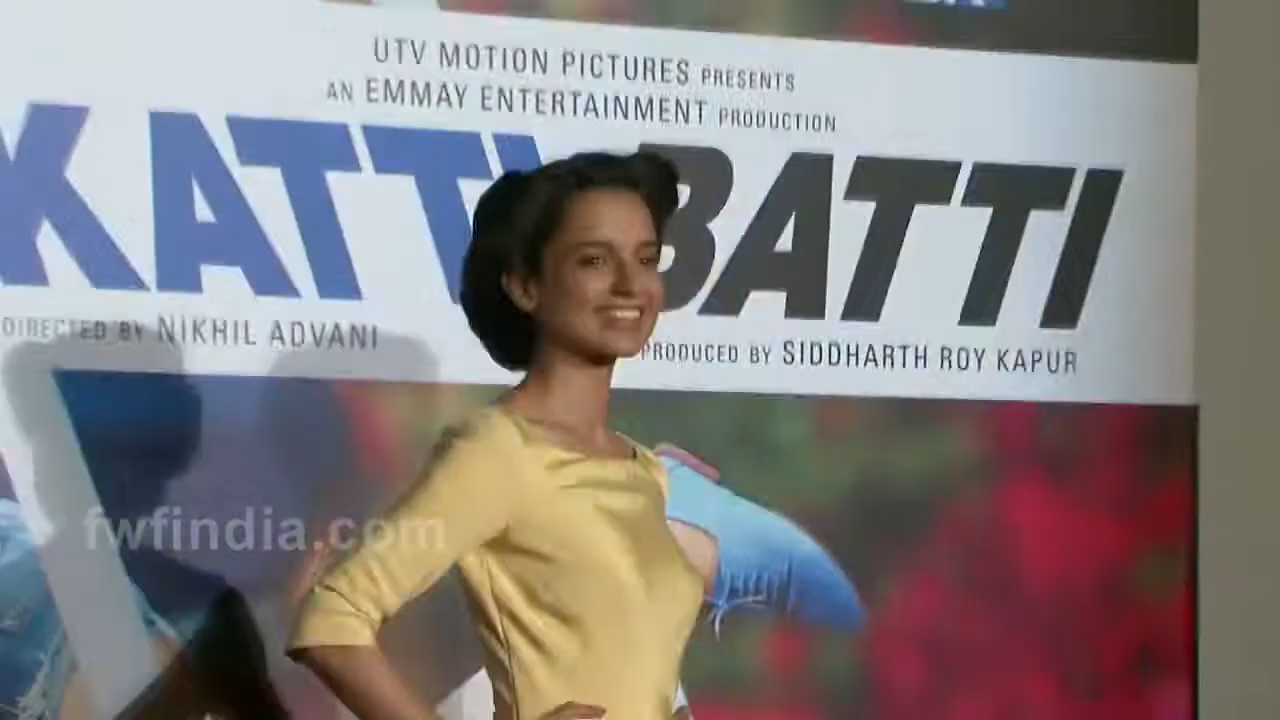 UTV MOTION PICTURES PRESENTS
AN EMMAY ENTERTAINMENT PRODUCTION
KATTI BATTI
DIRECTED BY NIKHIL ADVANI
PRODUCED BY SIDDHARTH ROY KAPUR
fwfindia.com